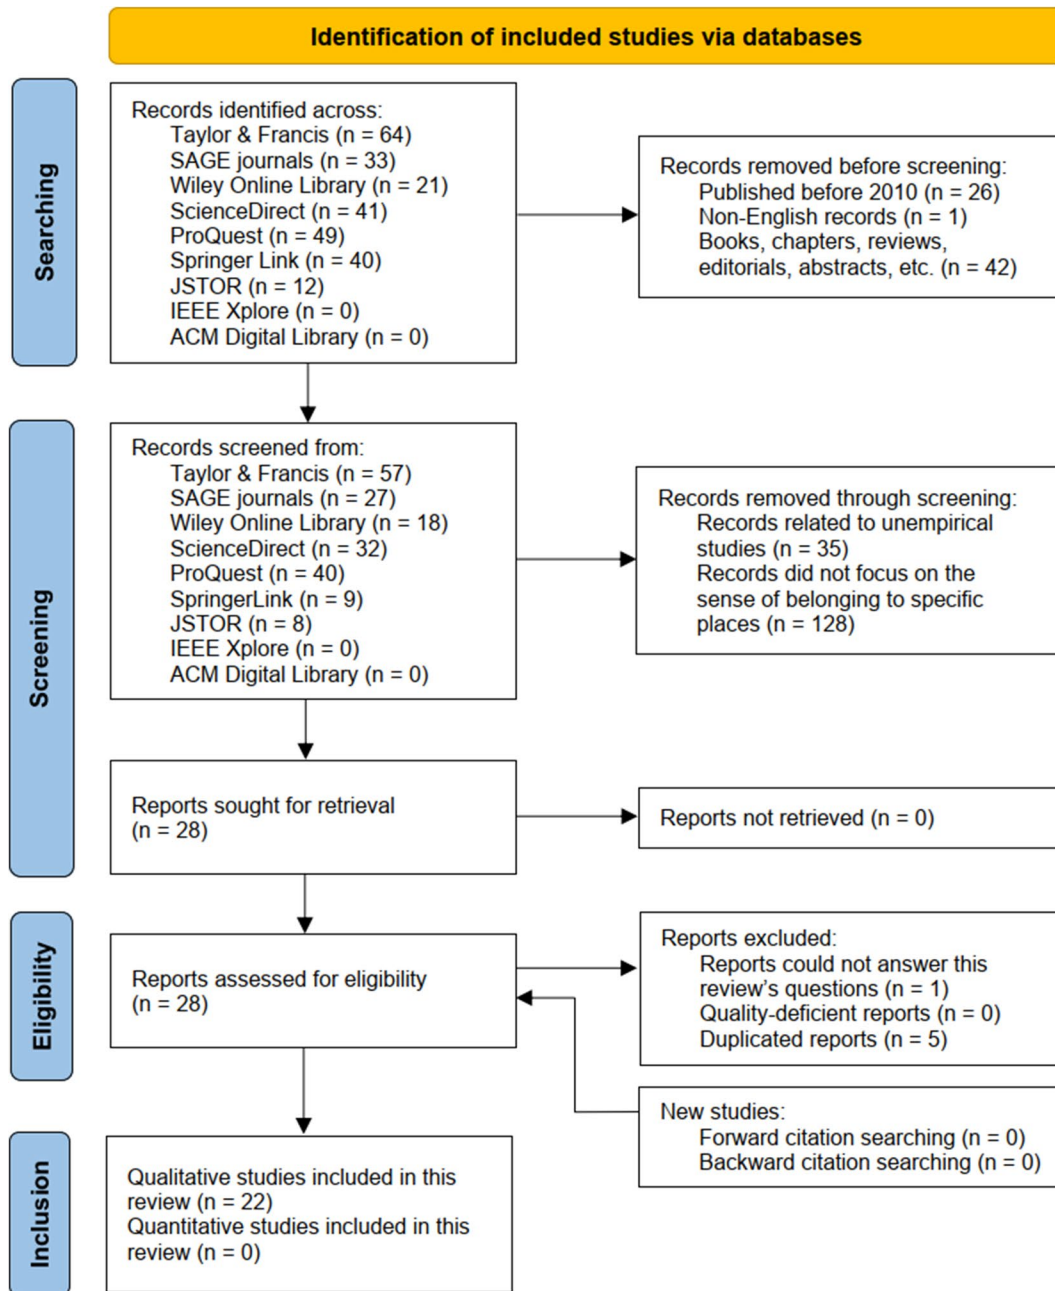 Identification of included studies via databases
Searching
Records identified across:
Taylor & Francis (n = 64)
SAGE journals (n = 33)
Wiley Online Library (n = 21)
ScienceDirect (n = 41)
ProQuest (n = 49)
Springer Link (n = 40)
JSTOR (n = 12)
IEEE Xplore (n = 0)
ACM Digital Library (n = 0)
Records removed before screening:
Published before 2010 (n = 26)
Non-English records (n = 1)
Books, chapters, reviews,
editorials, abstracts, etc. (n = 42)
Screening
Records screened from:
Taylor & Francis (n = 57)
SAGE journals (n = 27)
Wiley Online Library (n = 18)
ScienceDirect (n = 32)
ProQuest (n = 40)
SpringerLink (n = 9)
JSTOR (n = 8)
IEEE Xplore (n = 0)
ACM Digital Library (n = 0)
Records removed through screening:
Records related to unempirical
studies (n = 35)
Records did not focus on the
sense of belonging to specific
places (n = 128)
Reports sought for retrieval
(n = 28)
Reports not retrieved (n = 0)
Eligibility
Reports assessed for eligibility
(n = 28)
Reports excluded:
Reports could not answer this
review's questions (n = 1)
Quality-deficient reports (n = 0)
Duplicated reports (n = 5)
New studies:
Forward citation searching (n = 0)
Backward citation searching (n = 0)
Inclusion
Qualitative studies included in this
review (n = 22)
Quantitative studies included in this
review (n = 0)